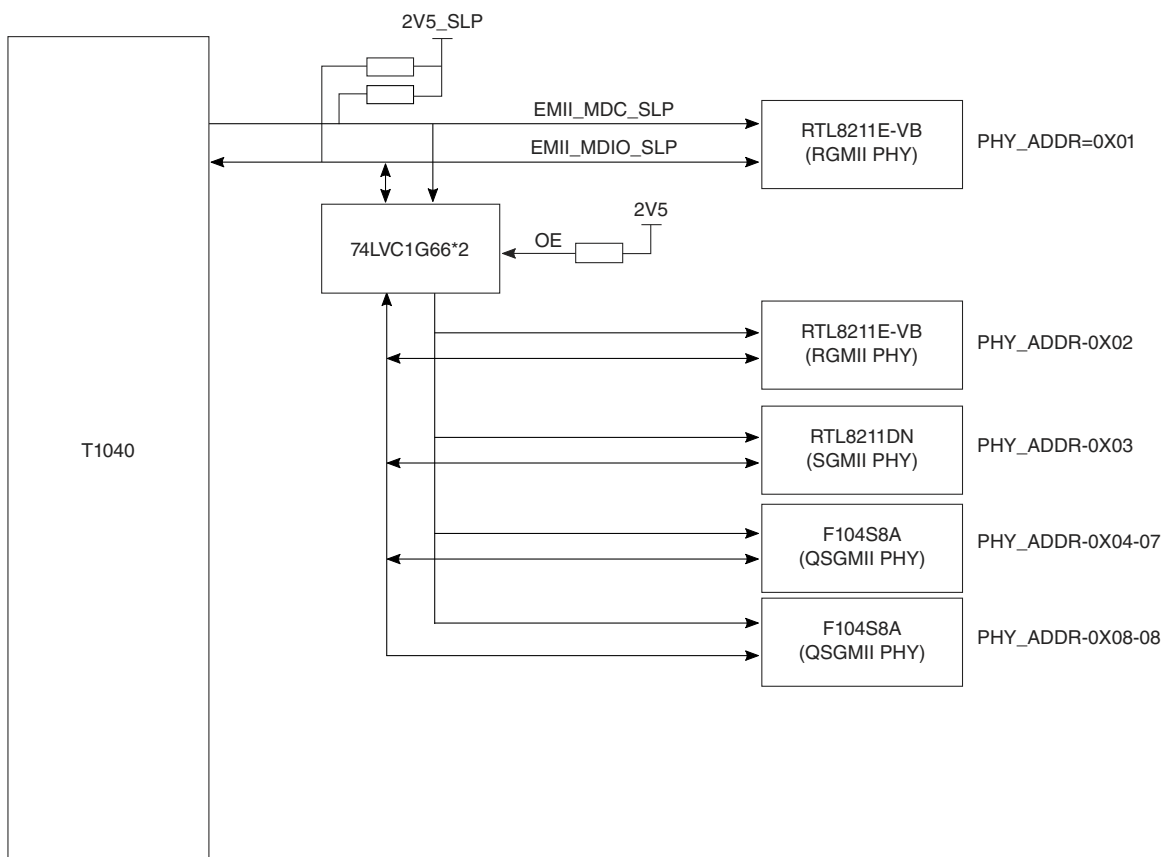 2V5_SLP
EMII_MDC_SLP
EMII_MDIO_SLP
RTL8211E-VB
(RGMII PHY)
PHY_ADDR=0X01
74LVC1G66*2
OE
2V5
RTL8211E-VB
(RGMII PHY)
PHY_ADDR-0X02
T1040
RTL8211DN
(SGMII PHY)
PHY_ADDR-0X03
F104S8A
(QSGMII PHY)
PHY_ADDR-0X04-07
F104S8A
(QSGMII PHY)
PHY_ADDR-0X08-08